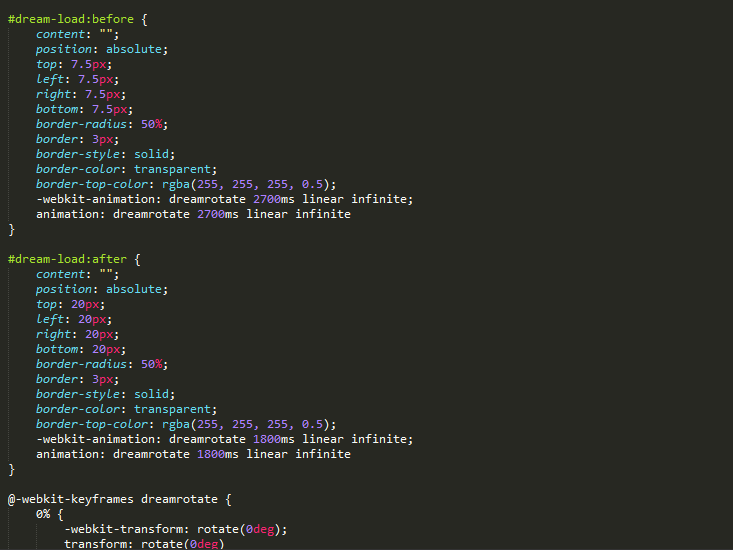 #dream-load:before {
    content: "";
    position: absolute;
    top: 7.5px;
    left: 7.5px;
    right: 7.5px;
    bottom: 7.5px;
    border-radius: 50%;
    border: 3px;
    border-style: solid;
    border-color: transparent;
    border-top-color: rgba(255, 255, 255, 0.5);
    -webkit-animation: dreamrotate 2700ms linear infinite;
    animation: dreamrotate 2700ms linear infinite
}
#dream-load:after {
    content: "";
    position: absolute;
    top: 20px;
    left: 20px;
    right: 20px;
    bottom: 20px;
    border-radius: 50%;
    border: 3px;
    border-style: solid;
    border-color: transparent;
    border-top-color: rgba(255, 255, 255, 0.5);
    -webkit-animation: dreamrotate 1800ms linear infinite;
    animation: dreamrotate 1800ms linear infinite
}
@-webkit-keyframes dreamrotate {
    0% {
        -webkit-transform: rotate(0deg);
        transform: rotate(0deg)